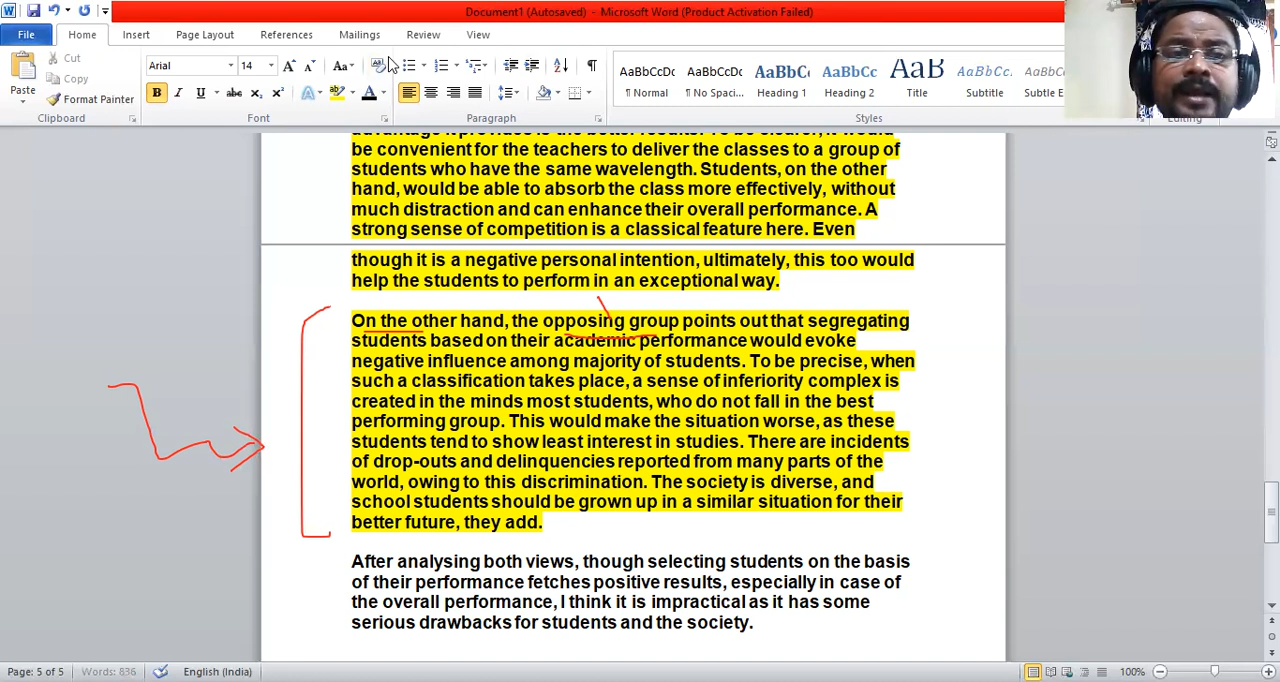 Document1 (Autosaved) - Microsoft Word (Product Activation Failed)
File Home Insert Page Layout References Mailings Review View
Cut
Copy
Format Painter
Paste
Arial 14
AaBbCcDc AaBbCcDc AaBbC AaBbCc AaB AaBbCcL
¶ Normal ¶ No Spaci... Heading 1 Heading 2 Title Subtitle Subtle E
Clipboard Font Paragraph Styles
be convenient for the teachers to deliver the classes to a group of
students who have the same wavelength. Students, on the other
hand, would be able to absorb the class more effectively, without
much distraction and can enhance their overall performance. A
strong sense of competition is a classical feature here. Even
though it is a negative personal intention, ultimately, this too would
help the students to perform in an exceptional way.
On the other hand, the opposing group points out that segregating
students based on their academic performance would evoke
negative influence among majority of students. To be precise, when
such a classification takes place, a sense of inferiority complex is
created in the minds most students, who do not fall in the best
performing group. This would make the situation worse, as these
students tend to show least interest in studies. There are incidents
of drop-outs and delinquencies reported from many parts of the
world, owing to this discrimination. The society is diverse, and
school students should be grown up in a similar situation for their
better future, they add.
After analysing both views, though selecting students on the basis
of their performance fetches positive results, especially in case of
the overall performance, I think it is impractical as it has some
serious drawbacks for students and the society.
Page: 5 of 5 Words: 836 English (India) 100%